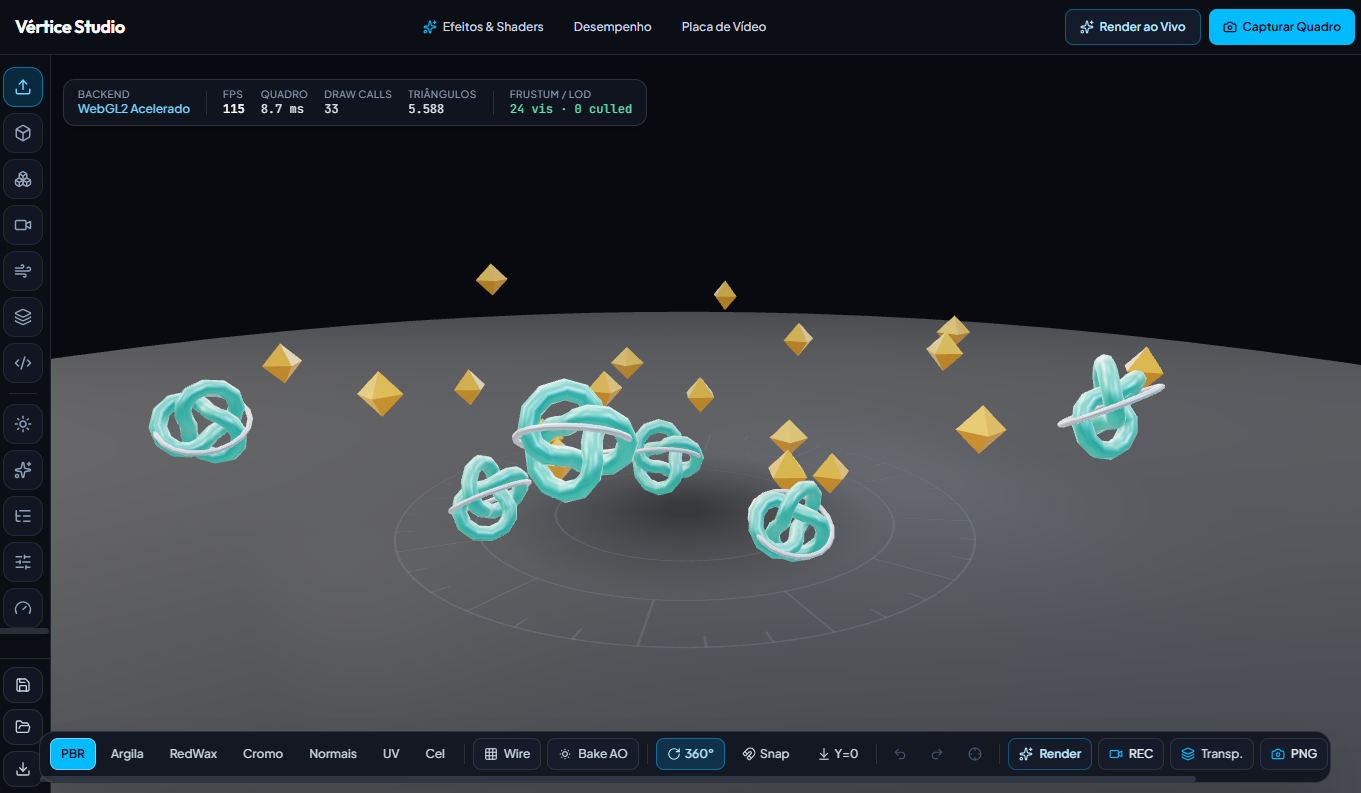 Vértice Studio
Efeitos & Shaders
Desempenho
Placa de Vídeo
Render ao Vivo
Capturar Quadro
BACKEND
WebGL2 Acelerado
FPS
115
QUADRO
8.7 ms
DRAW CALLS
33
TRIÂNGULOS
5.588
FRUSTUM / LOD
24 vis · 0 culled
PBR
Argila
RedWax
Cromo
Normais
UV
Cel
Wire
Bake AO
360°
Snap
Y=0
Render
REC
Transp.
PNG